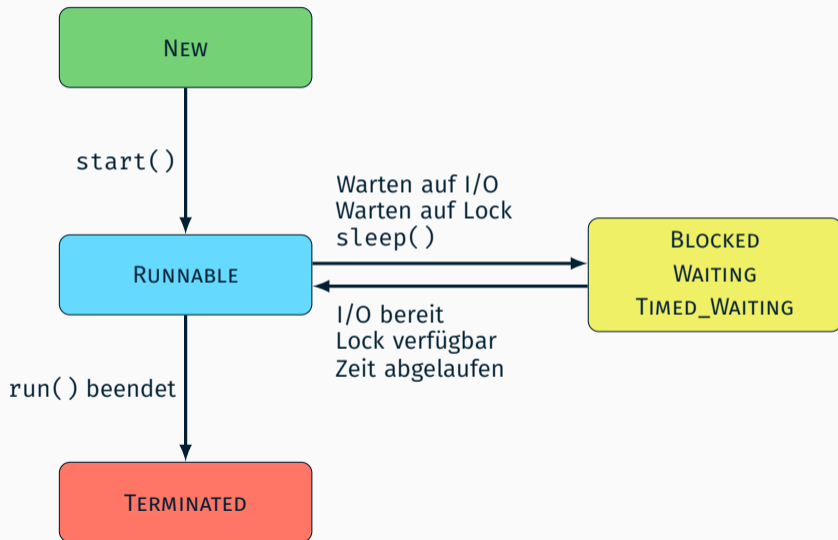 New
start()
Warten auf I/O
Warten auf Lock
sleep()
Runnable
Blocked
Waiting
Timed_Waiting
I/O bereit
Lock verfügbar
Zeit abgelaufen
run() beendet
Terminated